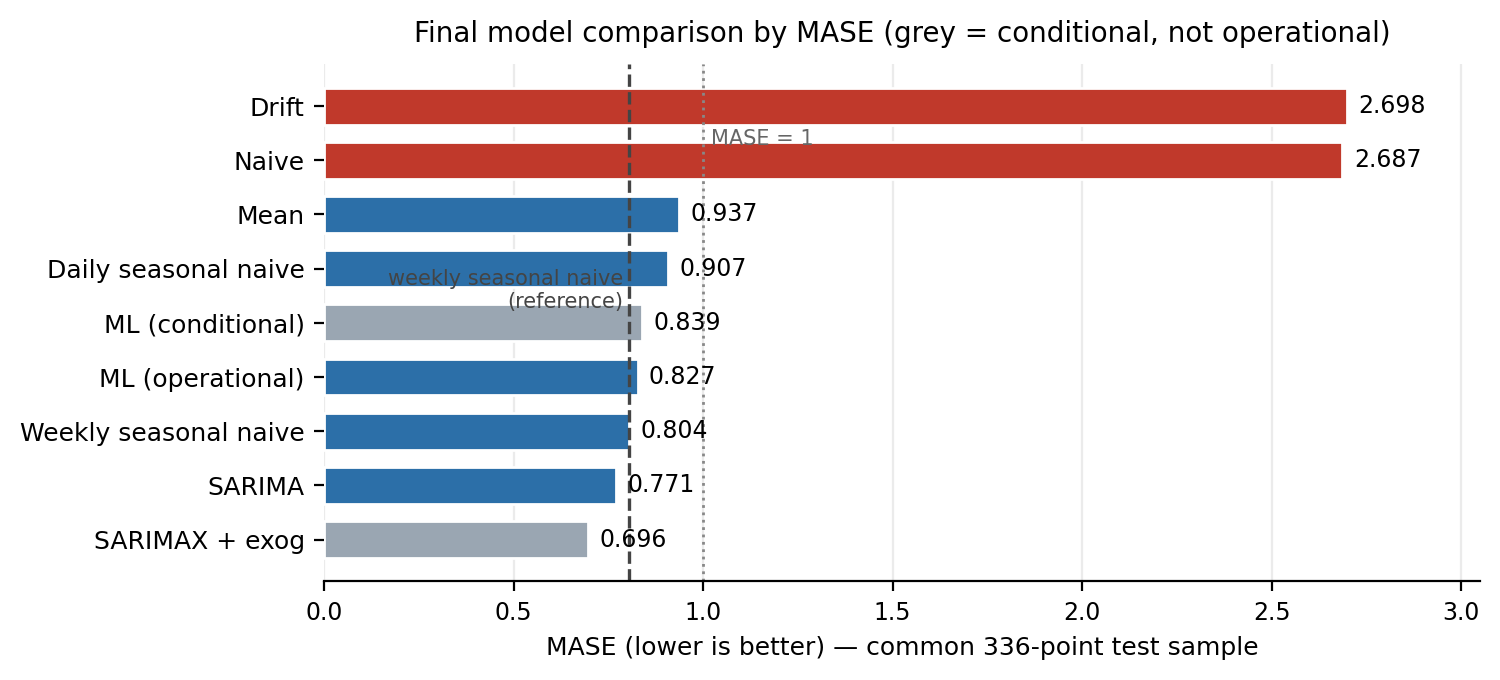 Final model comparison by MASE (grey = conditional, not operational)
Drift 2.698
MASE = 1
Naive 2.687
Mean 0.937
Daily seasonal naive 0.907
weekly seasonal naive
(reference)
ML (conditional) 0.839
ML (operational) 0.827
Weekly seasonal naive 0.804
SARIMA 0.771
SARIMAX + exog 0.696
0.0 0.5 1.0 1.5 2.0 2.5 3.0
MASE (lower is better) — common 336-point test sample